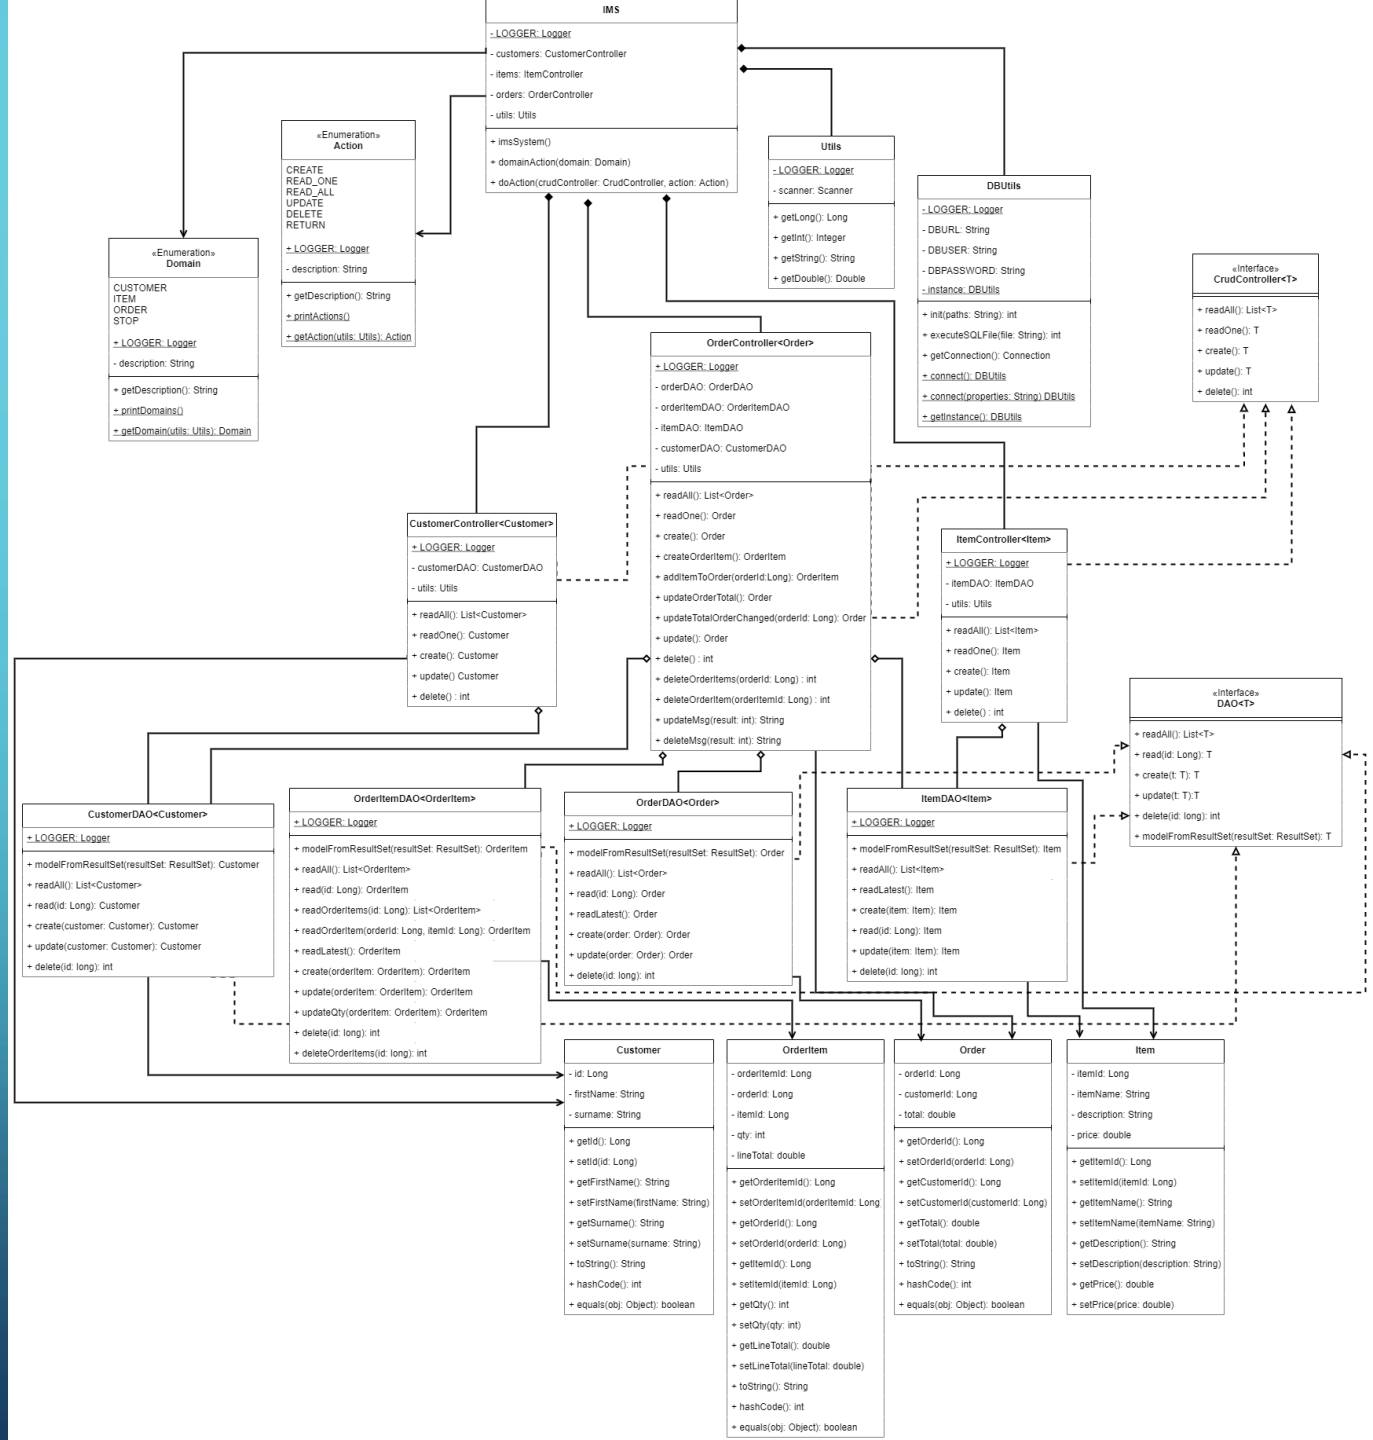 IMS
- LOGGER: Logger
- customers: CustomerController
- items: ItemController
- orders: OrderController
- utils: Utils
+ imsSystem()
+ domainAction(domain: Domain)
+ doAction(crudController: CrudController, action: Action)
«Enumeration»
Action
CREATE
READ_ONE
READ_ALL
UPDATE
DELETE
RETURN
+ LOGGER: Logger
- description: String
+ getDescription(): String
+ printActions()
+ getAction(utils: Utils): Action
Utils
- LOGGER: Logger
- scanner: Scanner
+ getLong(): Long
+ getInt(): Integer
+ getString(): String
+ getDouble(): Double
DBUtils
- LOGGER: Logger
- DBURL: String
- DBUSER: String
- DBPASSWORD: String
- instance: DBUtils
+ init(paths: String): int
+ executeSQLFile(file: String): int
+ getConnection(): Connection
+ connect(): DBUtils
+ connect(properties: String) DBUtils
+ getInstance(): DBUtils
«Enumeration»
Domain
CUSTOMER
ITEM
ORDER
STOP
+ LOGGER: Logger
- description: String
+ getDescription(): String
+ printDomains()
+ getDomain(utils: Utils): Domain
«Interface»
CrudController<T>
+ readAll(): List<T>
+ readOne(): T
+ create(): T
+ update(): T
+ delete(): int
OrderController<Order>
+ LOGGER: Logger
- orderDAO: OrderDAO
- orderItemDAO: OrderItemDAO
- itemDAO: ItemDAO
- customerDAO: CustomerDAO
- utils: Utils
+ readAll(): List<Order>
+ readOne(): Order
+ create(): Order
+ createOrderItem(): OrderItem
+ addItemToOrder(orderId:Long): OrderItem
+ updateOrderTotal(): Order
+ updateTotalOrderChanged(orderId: Long): Order
+ update(): Order
+ delete() : int
+ deleteOrderItems(orderId: Long) : int
+ deleteOrderItem(orderItemId: Long) : int
+ updateMsg(result: int): String
+ deleteMsg(result: int): String
CustomerController<Customer>
+ LOGGER: Logger
- customerDAO: CustomerDAO
- utils: Utils
+ readAll(): List<Customer>
+ readOne(): Customer
+ create(): Customer
+ update() Customer
+ delete() : int
ItemController<Item>
+ LOGGER: Logger
- itemDAO: ItemDAO
- utils: Utils
+ readAll(): List<Item>
+ readOne(): Item
+ create(): Item
+ update(): Item
+ delete() : int
«Interface»
DAO<T>
+ readAll(): List<T>
+ read(id: Long): T
+ create(t: T): T
+ update(t: T):T
+ delete(id: long): int
+ modelFromResultSet(resultSet: ResultSet): T
CustomerDAO<Customer>
+ LOGGER: Logger
+ modelFromResultSet(resultSet: ResultSet): Customer
+ readAll(): List<Customer>
+ read(id: Long): Customer
+ create(customer: Customer): Customer
+ update(customer: Customer): Customer
+ delete(id: long): int
OrderItemDAO<OrderItem>
+ LOGGER: Logger
+ modelFromResultSet(resultSet: ResultSet): OrderItem
+ readAll(): List<OrderItem>
+ read(id: Long): OrderItem
+ readOrderItems(id: Long): List<OrderItem>
+ readOrderItem(orderId: Long, itemId: Long): OrderItem
+ readLatest(): OrderItem
+ create(orderItem: OrderItem): OrderItem
+ update(orderItem: OrderItem): OrderItem
+ updateQty(orderItem: OrderItem): OrderItem
+ delete(id: long): int
+ deleteOrderItems(id: long): int
OrderDAO<Order>
+ LOGGER: Logger
+ modelFromResultSet(resultSet: ResultSet): Order
+ readAll(): List<Order>
+ read(id: Long): Order
+ readLatest(): Order
+ create(order: Order): Order
+ update(order: Order): Order
+ delete(id: long): int
ItemDAO<Item>
+ LOGGER: Logger
+ modelFromResultSet(resultSet: ResultSet): Item
+ readAll(): List<Item>
+ readLatest(): Item
+ create(item: Item): Item
+ read(id: Long): Item
+ update(item: Item): Item
+ delete(id: long): int
Customer
- id: Long
- firstName: String
- surname: String
+ getId(): Long
+ setId(id: Long)
+ getFirstName(): String
+ setFirstName(firstName: String)
+ getSurname(): String
+ setSurname(surname: String)
+ toString(): String
+ hashCode(): int
+ equals(obj: Object): boolean
OrderItem
- orderItemId: Long
- orderId: Long
- itemId: Long
- qty: int
- lineTotal: double
+ getOrderItemId(): Long
+ setOrderItemId(orderItemId: Long
+ getOrderId(): Long
+ setOrderId(orderId: Long)
+ getItemId(): Long
+ setItemId(itemId: Long)
+ getQty(): int
+ setQty(qty: int)
+ getLineTotal(): double
+ setLineTotal(lineTotal: double)
+ toString(): String
+ hashCode(): int
+ equals(obj: Object): boolean
Order
- orderId: Long
- customerId: Long
- total: double
+ getOrderId(): Long
+ setOrderId(orderId: Long)
+ getCustomerId(): Long
+ setCustomerId(customerId: Long)
+ getTotal(): double
+ setTotal(total: double)
+ toString(): String
+ hashCode(): int
+ equals(obj: Object): boolean
Item
- itemId: Long
- itemName: String
- description: String
- price: double
+ getItemId(): Long
+ setItemId(itemId: Long)
+ getItemName(): String
+ setItemName(itemName: String)
+ getDescription(): String
+ setDescription(description: String)
+ getPrice(): double
+ setPrice(price: double)